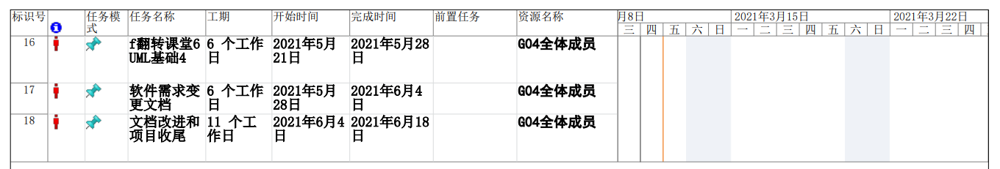 标识号 任务模式 任务名称 工期 开始时间 完成时间 前置任务 资源名称 月8日 2021年3月15日 2021年3月22日
三 四 五 六 日 一 二 三 四 五 六 日 一 二 三 四
16 f翻转课堂6 6 个工作 2021年5月 2021年5月28 G04全体成员
UML基础4 日 21日 日
17 软件需求变 6 个工作 2021年5月 2021年6月4 G04全体成员
更文档 日 28日 日
18 文档改进和 11 个工 2021年6月4 2021年6月18 G04全体成员
项目收尾 作日 日 日